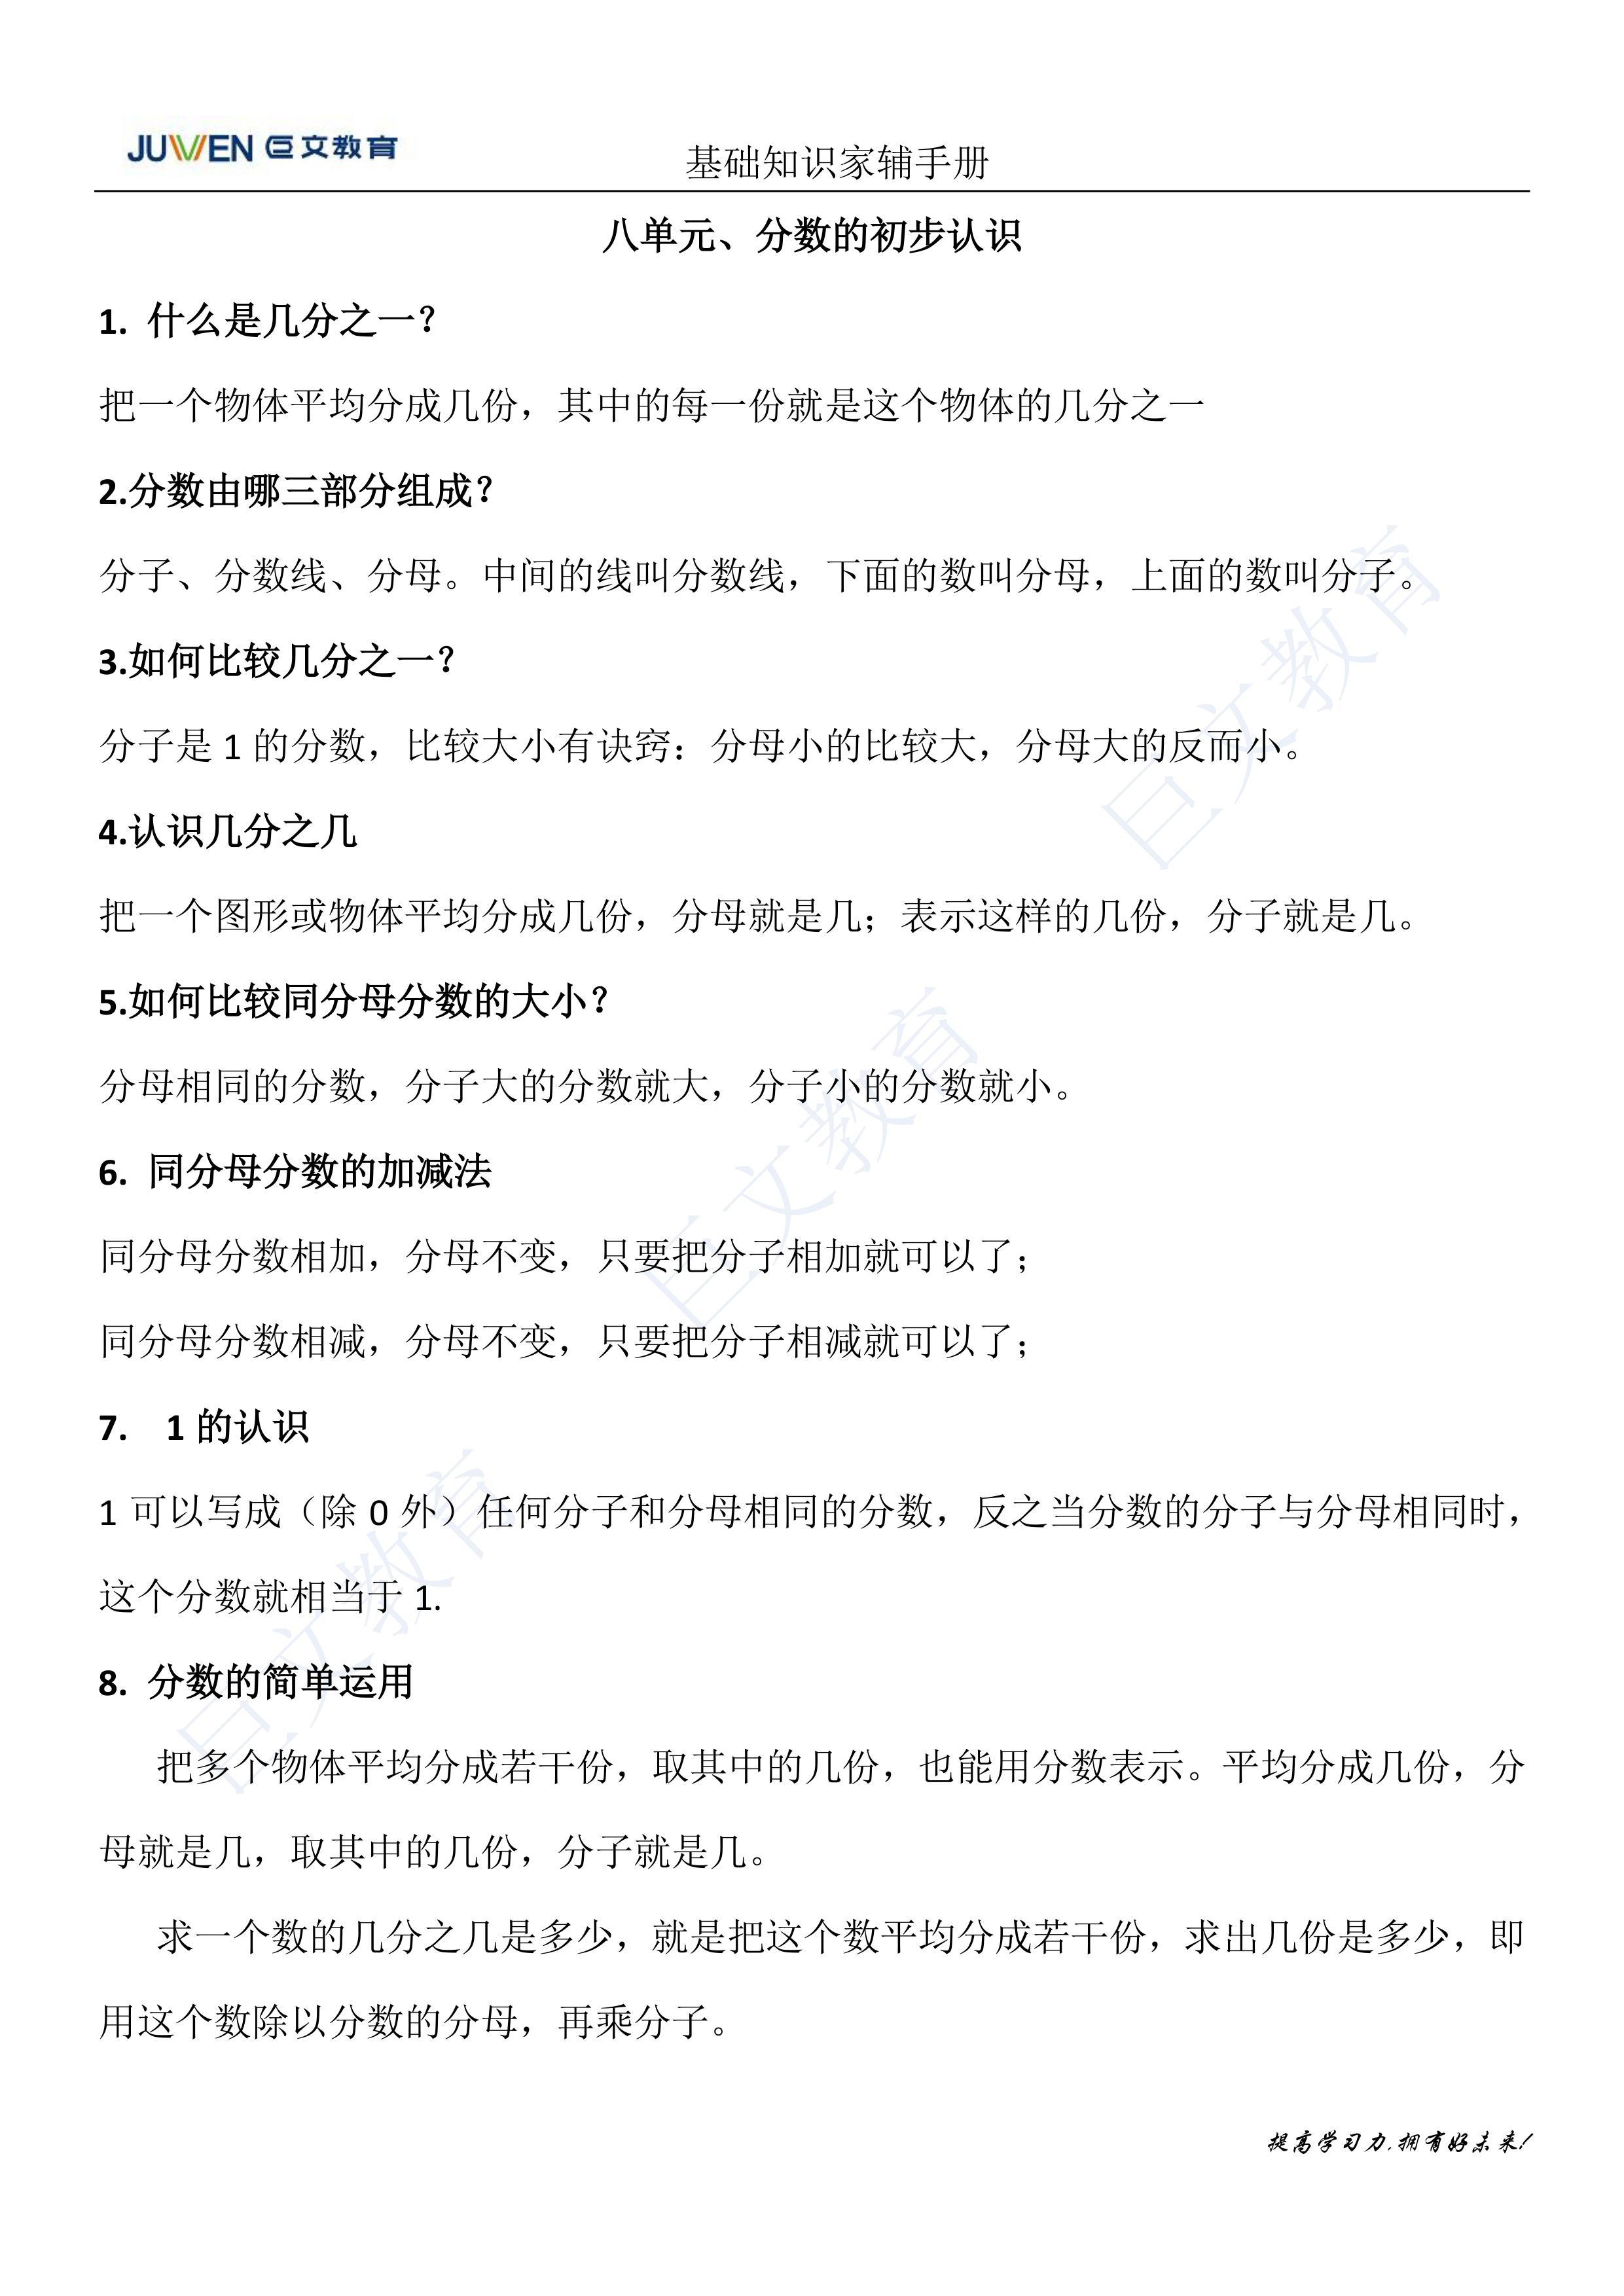 JUWEN 巨文教育
基础知识家辅手册
八单元、分数的初步认识
1. 什么是几分之一？
把一个物体平均分成几份，其中的每一份就是这个物体的几分之一
2.分数由哪三部分组成？
分子、分数线、分母。中间的线叫分数线，下面的数叫分母，上面的数叫分子。
3.如何比较几分之一？
分子是 1 的分数，比较大小有诀窍：分母小的比较大，分母大的反而小。
4.认识几分之几
把一个图形或物体平均分成几份，分母就是几；表示这样的几份，分子就是几。
5.如何比较同分母分数的大小？
分母相同的分数，分子大的分数就大，分子小的分数就小。
6. 同分母分数的加减法
同分母分数相加，分母不变，只要把分子相加就可以了；
同分母分数相减，分母不变，只要把分子相减就可以了；
7. 1 的认识
1 可以写成（除 0 外）任何分子和分母相同的分数，反之当分数的分子与分母相同时，
这个分数就相当于 1.
8. 分数的简单运用
把多个物体平均分成若干份，取其中的几份，也能用分数表示。平均分成几份，分
母就是几，取其中的几份，分子就是几。
求一个数的几分之几是多少，就是把这个数平均分成若干份，求出几份是多少，即
用这个数除以分数的分母，再乘分子。
提高学习力,拥有好未来!
巨文教育
巨文教育
巨文教育